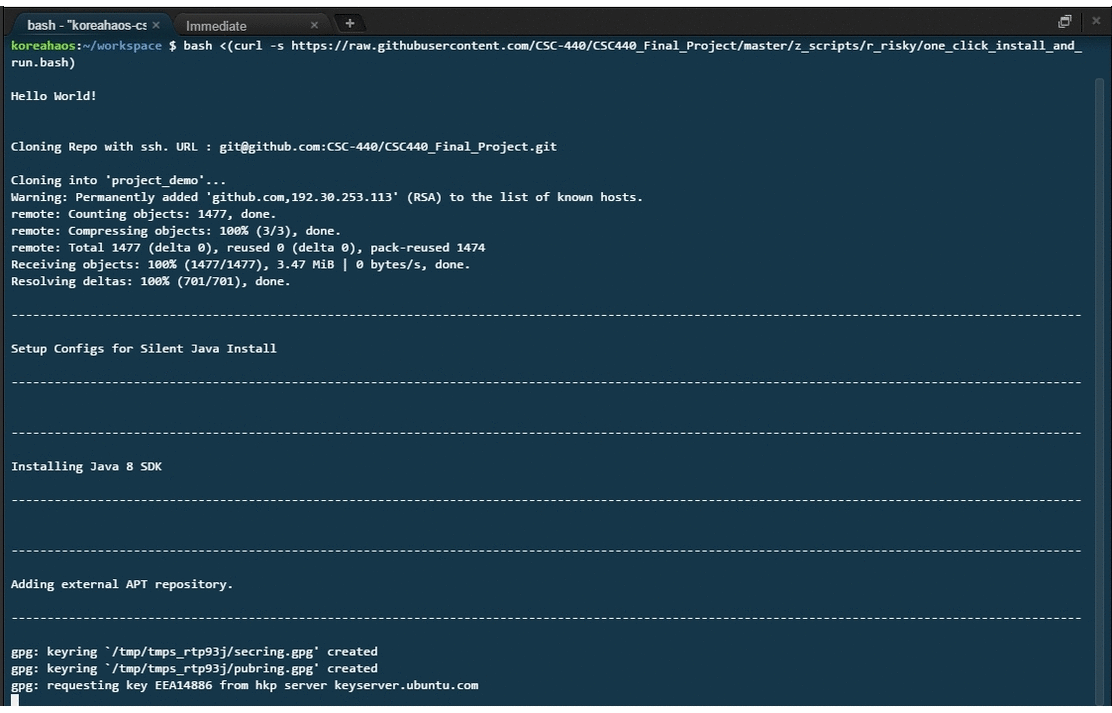 bash - "koreahaos-cs
Immediate
koreahaos:~/workspace $ bash <(curl -s https://raw.githubusercontent.com/CSC-440/CSC440_Final_Project/master/z_scripts/r_risky/one_click_install_and_
run.bash)
Hello World!
Cloning Repo with ssh. URL : git@github.com:CSC-440/CSC440_Final_Project.git
Cloning into 'project_demo'...
Warning: Permanently added 'github.com,192.30.253.113' (RSA) to the list of known hosts.
remote: Counting objects: 1477, done.
remote: Compressing objects: 100% (3/3), done.
remote: Total 1477 (delta 0), reused 0 (delta 0), pack-reused 1474
Receiving objects: 100% (1477/1477), 3.47 MiB | 0 bytes/s, done.
Resolving deltas: 100% (701/701), done.
Setup Configs for Silent Java Install
Installing Java 8 SDK
Adding external APT repository.
gpg: keyring `/tmp/tmps_rtp93j/secring.gpg' created
gpg: keyring `/tmp/tmps_rtp93j/pubring.gpg' created
gpg: requesting key EEA14886 from hkp server keyserver.ubuntu.com